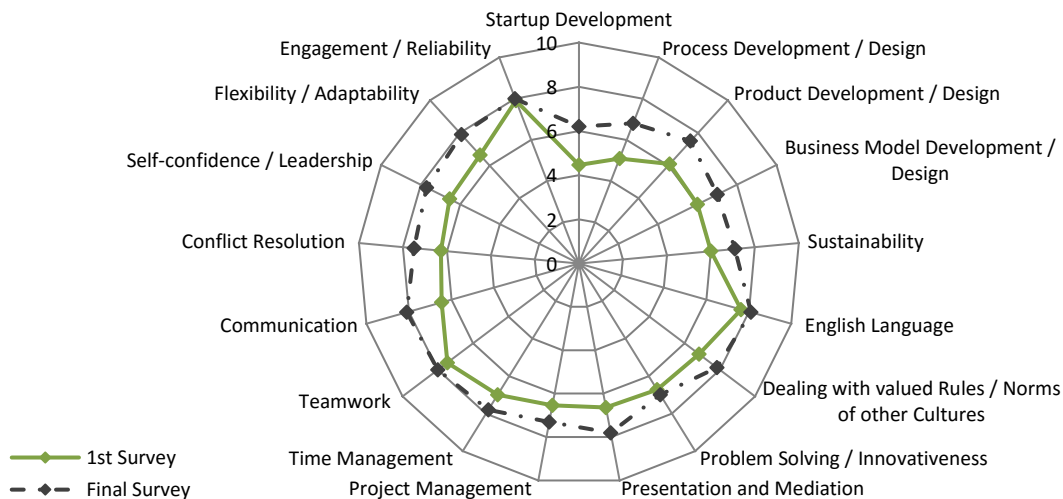 Startup Development
10
Process Development / Design
Product Development / Design
Business Model Development /
Design
Sustainability
English Language
Dealing with valued Rules / Norms
of other Cultures
Problem Solving / Innovativeness
Presentation and Mediation
Project Management
Time Management
Teamwork
Communication
Conflict Resolution
Self-confidence / Leadership
Flexibility / Adaptability
Engagement / Reliability
8
6
4
2
0
1st Survey
Final Survey